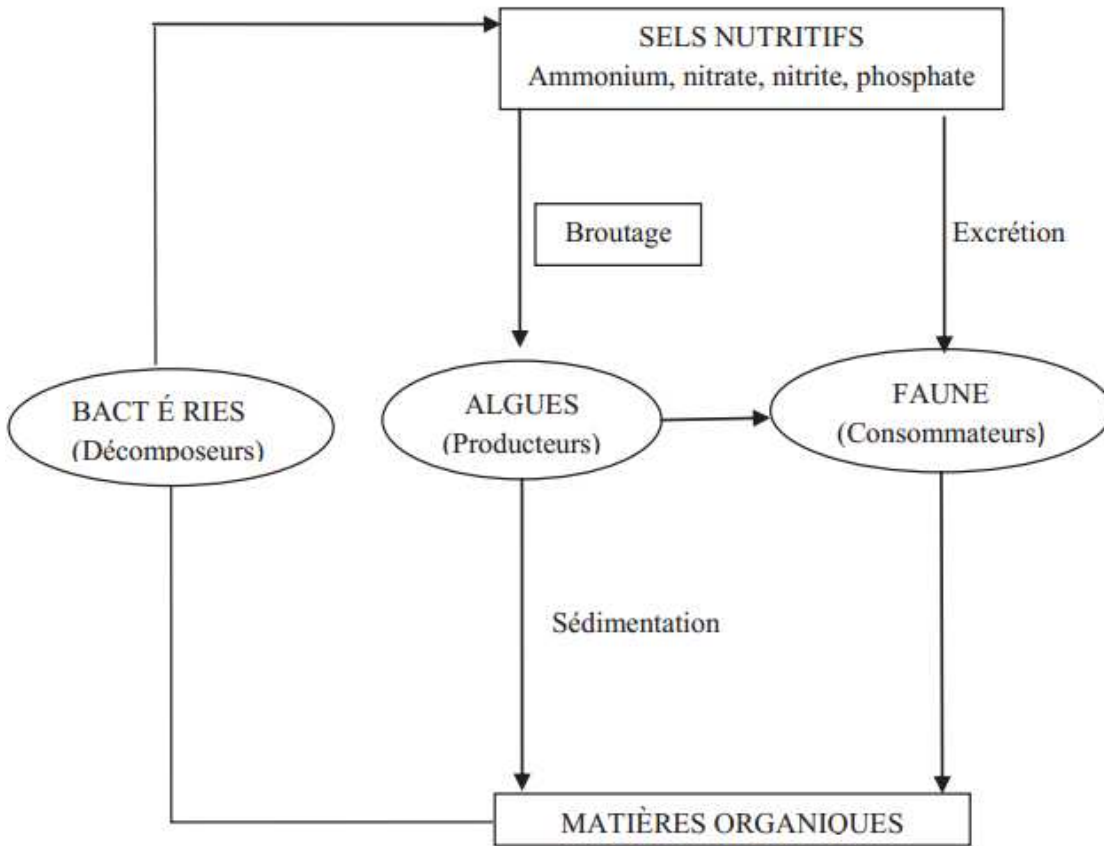 SELS NUTRITIFS
Ammonium, nitrate, nitrite, phosphate
Broutage
Excrétion
BACT É RIES
(Décomposeurs)
ALGUES
(Producteurs)
FAUNE
(Consommateurs)
Sédimentation
MATIÈRES ORGANIQUES